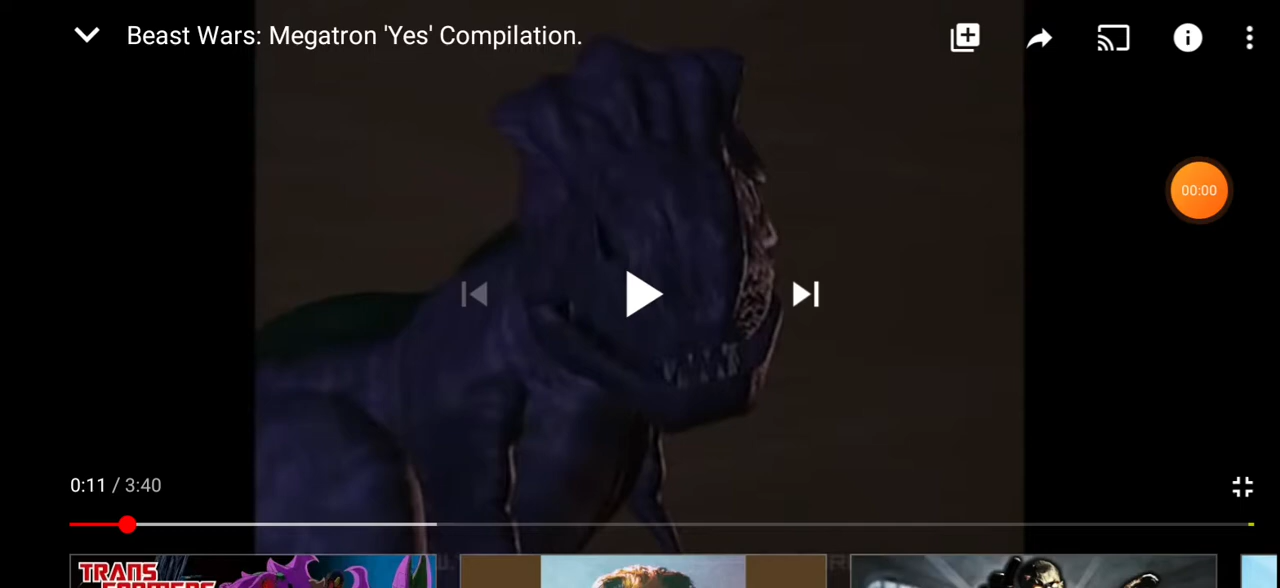 Beast Wars: Megatron 'Yes' Compilation.
00:00
0:11 / 3:40
TRANS
FORMERS